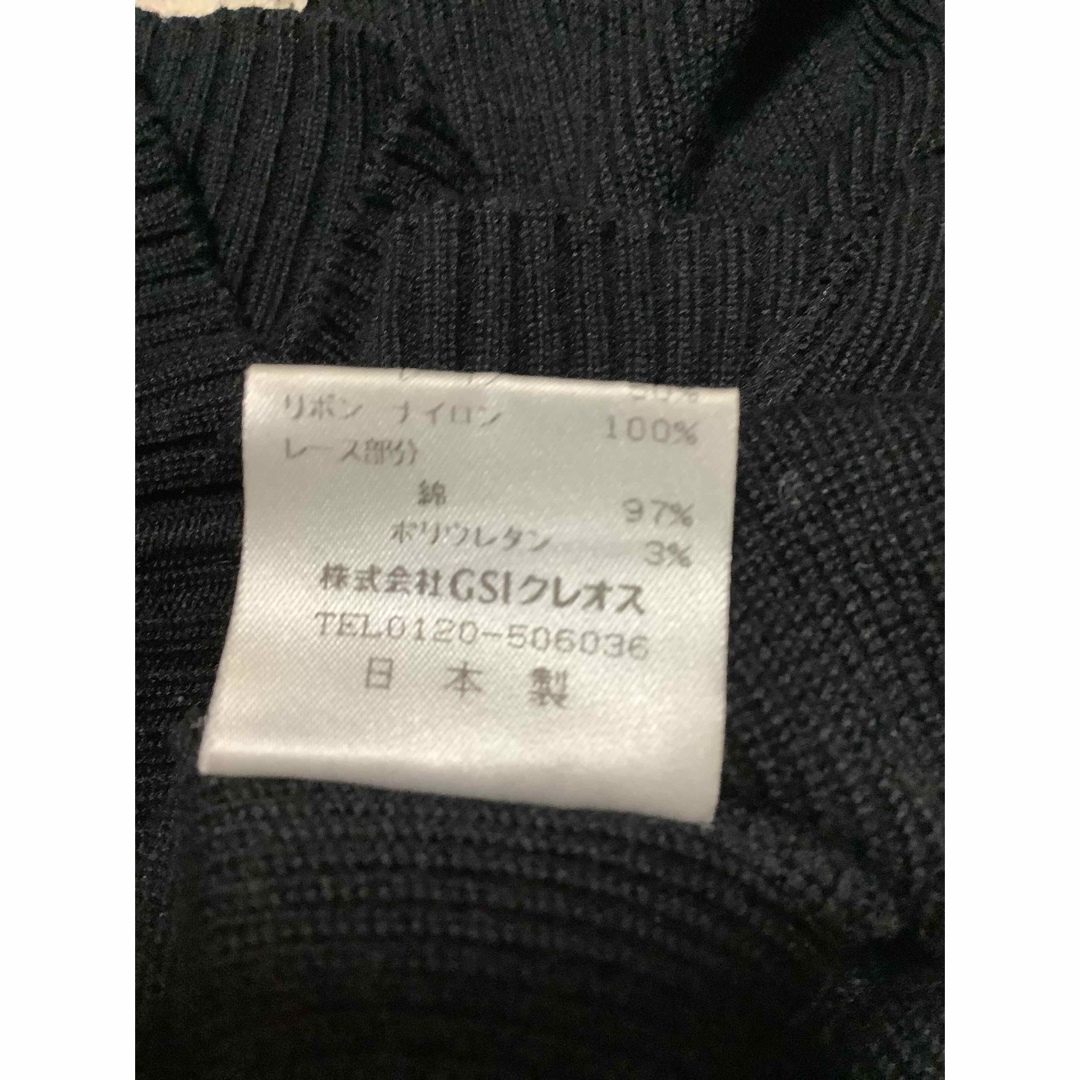 リボン ナイロン 100%
レース部分
綿 97%
ポリウレタン 3%
株式会社GSIクレオス
TEL0120-506036
日本製